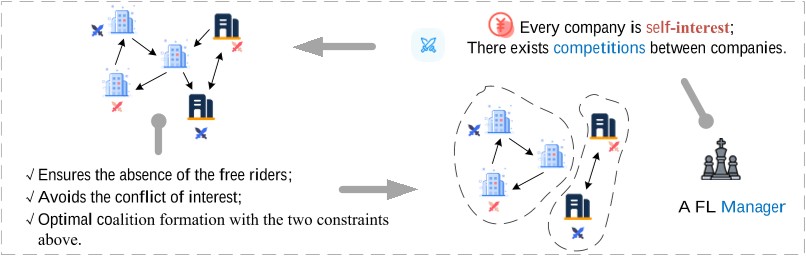 Every company is self-interest;
There exists competitions between companies.
√ Ensures the absence of the free riders;
√ Avoids the conflict of interest;
√ Optimal coalition formation with the two constraints
above.
A FL Manager